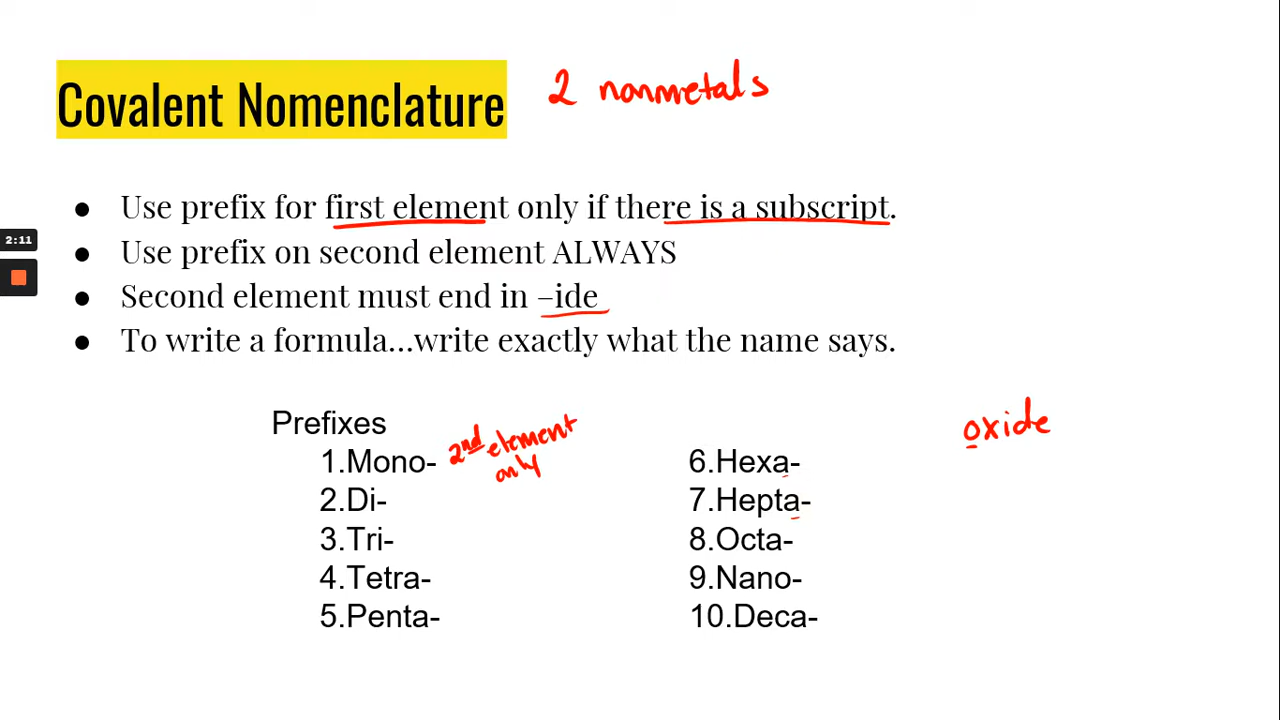 Covalent Nomenclature 2 nonmetals
● Use prefix for first element only if there is a subscript.
2:11
● Use prefix on second element ALWAYS
● Second element must end in –ide
● To write a formula...write exactly what the name says.
Prefixes
1.Mono- 2nd element only
2.Di-
3.Tri-
4.Tetra-
5.Penta-
6.Hexa-
7.Hepta-
8.Octa-
9.Nano-
10.Deca-
oxide